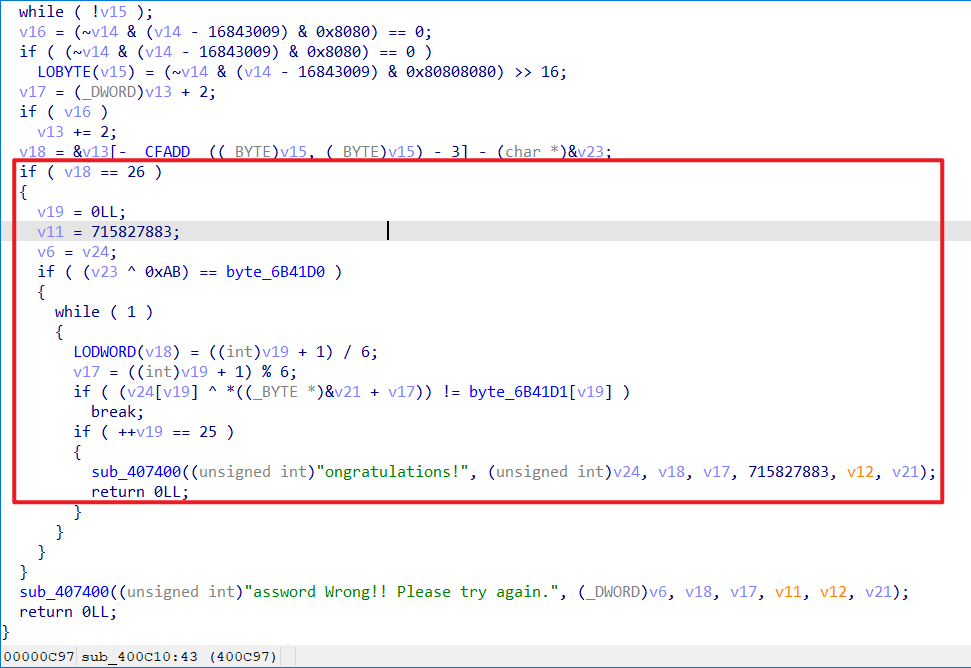 while ( !v15 );
v16 = (~v14 & (v14 - 16843009) & 0x8080) == 0;
if ( (~v14 & (v14 - 16843009) & 0x8080) == 0 )
LOBYTE(v15) = (~v14 & (v14 - 16843009) & 0x80808080) >> 16;
v17 = (_DWORD)v13 + 2;
if ( v16 )
v13 += 2;
v18 = &v13[-__CFADD__((_BYTE)v15, (_BYTE)v15) - 3] - (char *)&v23;
if ( v18 == 26 )
{
v19 = 0LL;
v11 = 715827883;
v6 = v24;
if ( (v23 ^ 0xAB) == byte_6B41D0 )
{
while ( 1 )
{
LODWORD(v18) = ((int)v19 + 1) / 6;
v17 = ((int)v19 + 1) % 6;
if ( (v24[v19] ^ *((_BYTE *)&v21 + v17)) != byte_6B41D1[v19] )
break;
if ( ++v19 == 25 )
{
sub_407400((unsigned int)"ongratulations!", (unsigned int)v24, v18, v17, 715827883, v12, v21);
return 0LL;
}
}
}
}
sub_407400((unsigned int)"assword Wrong!! Please try again.", (_DWORD)v6, v18, v17, v11, v12, v21);
return 0LL;
}
00000C97 sub_400C10:43 (400C97)